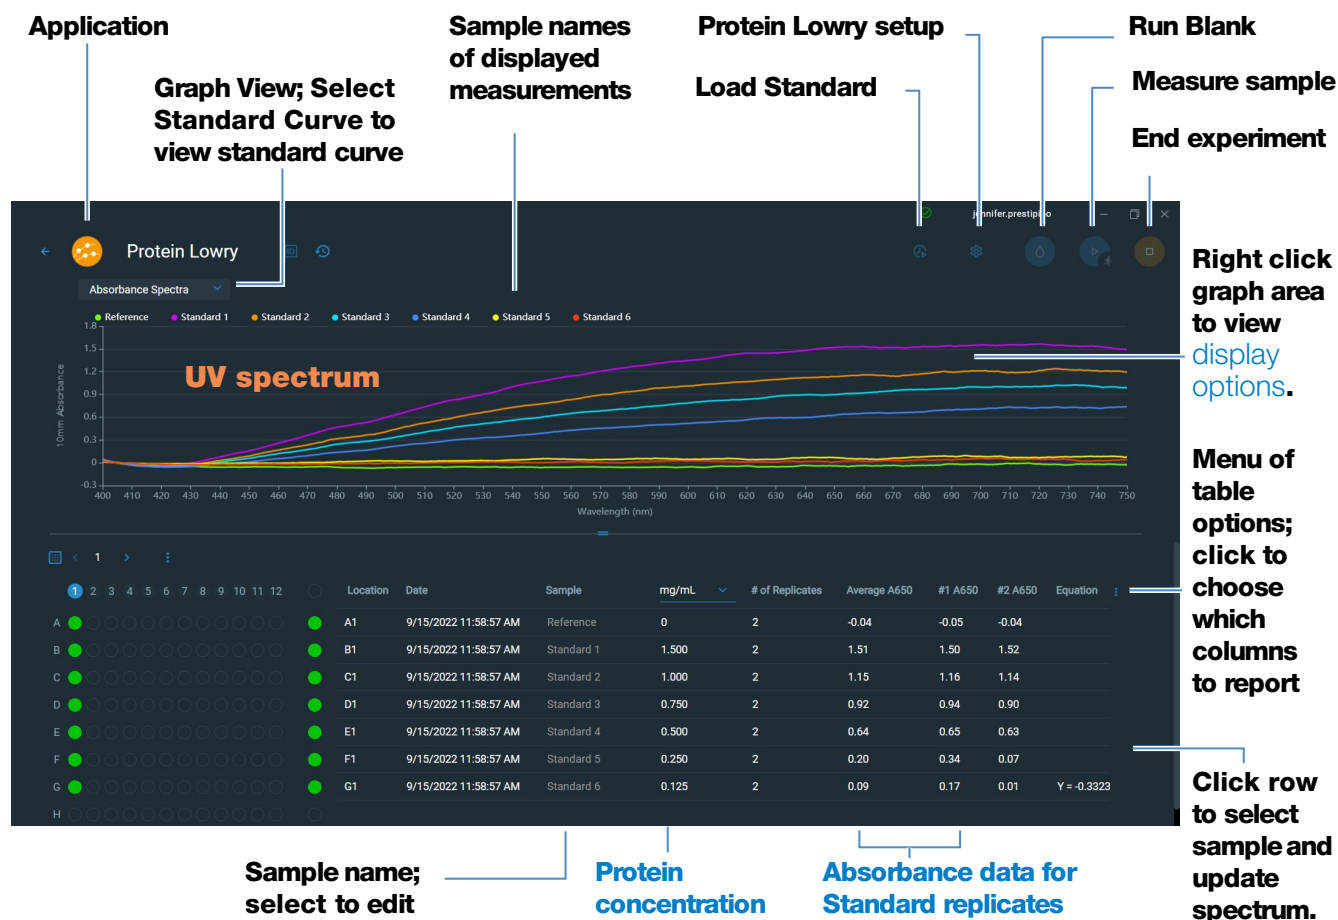 Application
Sample names
of displayed
measurements
Protein Lowry setup
Run Blank
Graph View; Select
Standard Curve to
view standard curve
Load Standard
Measure sample
End experiment
Protein Lowry
Absorbance Spectra
Reference Standard 1 Standard 2 Standard 3 Standard 4 Standard 5 Standard 6
UV spectrum
10mm Absorbance
1.8
1.5
1.2
0.9
0.6
0.3
0
-0.3
400 410 420 430 440 450 460 470 480 490 500 510 520 530 540 550 560 570 580 590 600 610 620 630 640 650 660 670 680 690 700 710 720 730 740 750
Wavelength (nm)
Right click
graph area
to view
display
options.
Menu of
table
options;
click to
choose
which
columns
to report
1
1 2 3 4 5 6 7 8 9 10 11 12
A
B
C
D
E
F
G
H
Location Date Sample mg/mL # of Replicates Average A650 #1 A650 #2 A650 Equation
A1 9/15/2022 11:58:57 AM Reference 0 2 -0.04 -0.05 -0.04
B1 9/15/2022 11:58:57 AM Standard 1 1.500 2 1.51 1.50 1.52
C1 9/15/2022 11:58:57 AM Standard 2 1.000 2 1.15 1.16 1.14
D1 9/15/2022 11:58:57 AM Standard 3 0.750 2 0.92 0.94 0.90
E1 9/15/2022 11:58:57 AM Standard 4 0.500 2 0.64 0.65 0.63
F1 9/15/2022 11:58:57 AM Standard 5 0.250 2 0.20 0.34 0.07
G1 9/15/2022 11:58:57 AM Standard 6 0.125 2 0.09 0.17 0.01 Y = -0.3323
Click row
to select
sample and
update
spectrum.
Sample name;
select to edit
Protein
concentration
Absorbance data for
Standard replicates